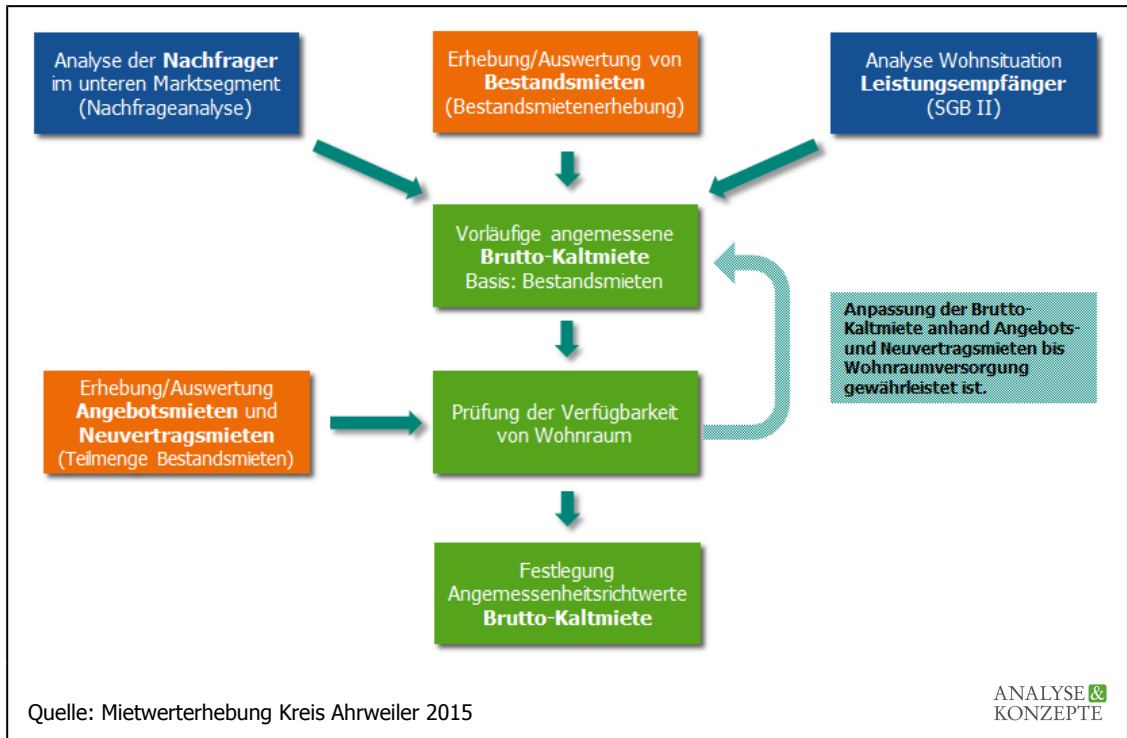 Analyse der Nachfrager
im unteren Marktsegment
(Nachfrageanalyse)
Erhebung/Auswertung von
Bestandsmieten
(Bestandsmietenerhebung)
Analyse Wohnsituation
Leistungsempfänger
(SGB II)
Vorläufige angemessene
Brutto-Kaltmiete
Basis: Bestandsmieten
Anpassung der Brutto-
Kaltmiete anhand Angebots-
und Neuvertragsmieten bis
Wohnraumversorgung
gewährleistet ist.
Erhebung/Auswertung
Angebotsmieten und
Neuvertragsmieten
(Teilmenge Bestandsmieten)
Prüfung der Verfügbarkeit
von Wohnraum
Festlegung
Angemessenheitsrichtwerte
Brutto-Kaltmiete
Quelle: Mietwerterhebung Kreis Ahrweiler 2015
ANALYSE &
KONZEPTE